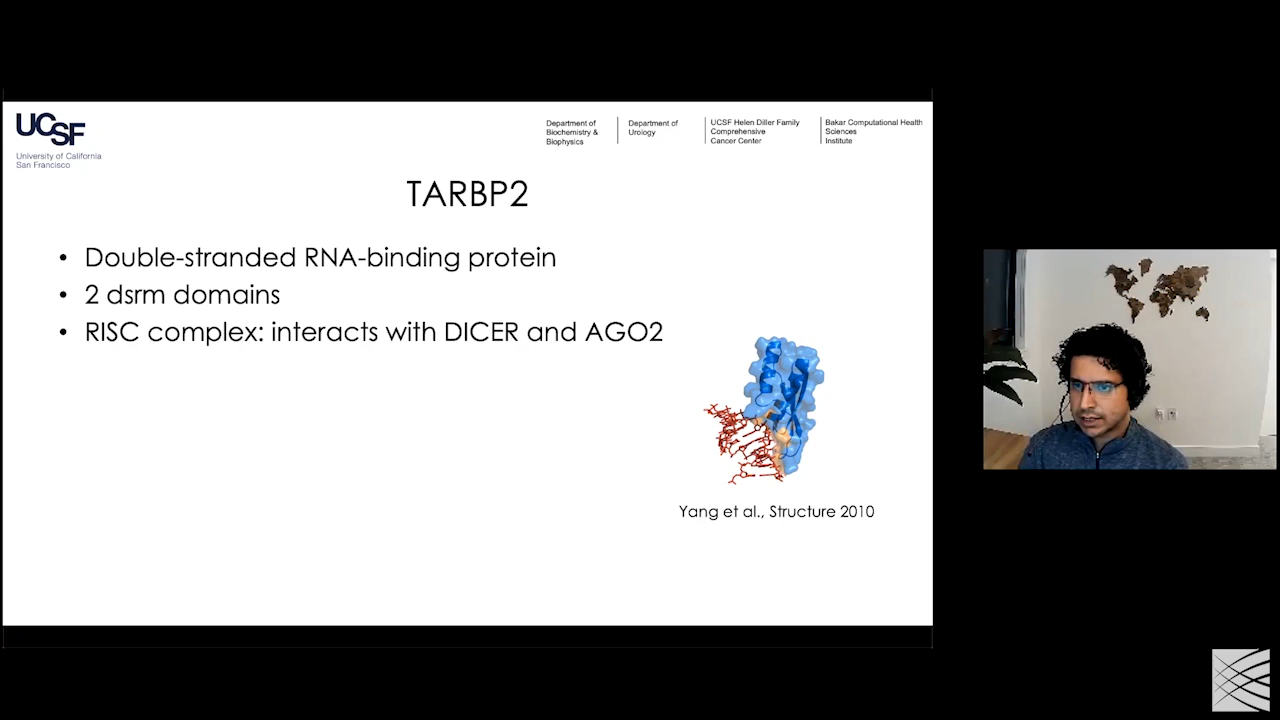 UCSF
University of California
San Francisco
Department of
Biochemistry &
Biophysics
Department of
Urology
UCSF Helen Diller Family
Comprehensive
Cancer Center
Bakar Computational Health
Sciences
Institute
TARBP2
• Double-stranded RNA-binding protein
• 2 dsrm domains
• RISC complex: interacts with DICER and AGO2
Yang et al., Structure 2010